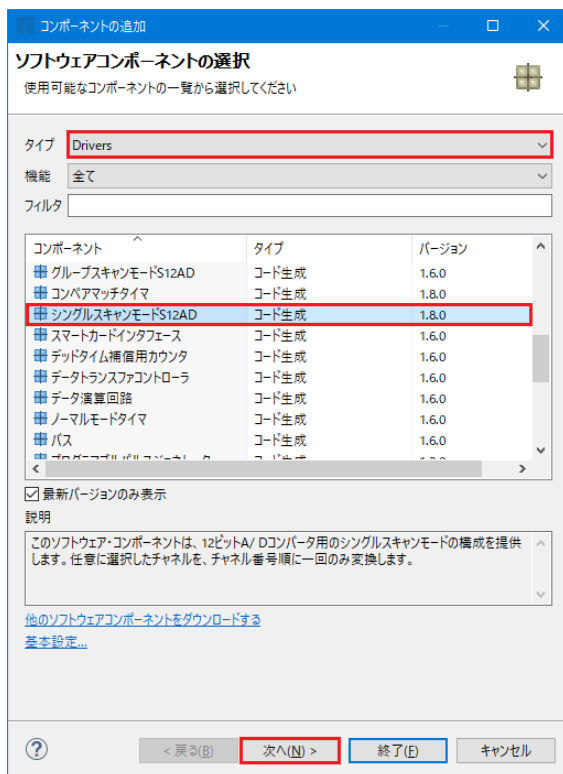 コンポーネントの追加
ソフトウェアコンポーネントの選択
使用可能なコンポーネントの一覧から選択してください
タイプ Drivers
機能 全て
フィルタ
コンポーネント タイプ バージョン
グループスキャンモードS12AD コード生成 1.6.0
コンペアマッチタイマ コード生成 1.8.0
シングルスキャンモードS12AD コード生成 1.8.0
スマートカードインタフェース コード生成 1.6.0
デッドタイム補償用カウンタ コード生成 1.6.0
データトランスファコントローラ コード生成 1.6.0
データ演算回路 コード生成 1.6.0
ノーマルモードタイマ コード生成 1.6.0
バス コード生成 1.6.0
最新バージョンのみ表示
説明
このソフトウェア・コンポーネントは、12ビットA/ Dコンバータ用のシングルスキャンモードの構成を提供
します。任意に選択したチャネルを、チャネル番号順に一回のみ変換します。
他のソフトウェアコンポーネントをダウンロードする
基本設定...
? < 戻る(B) 次へ(N) > 終了(F) キャンセル